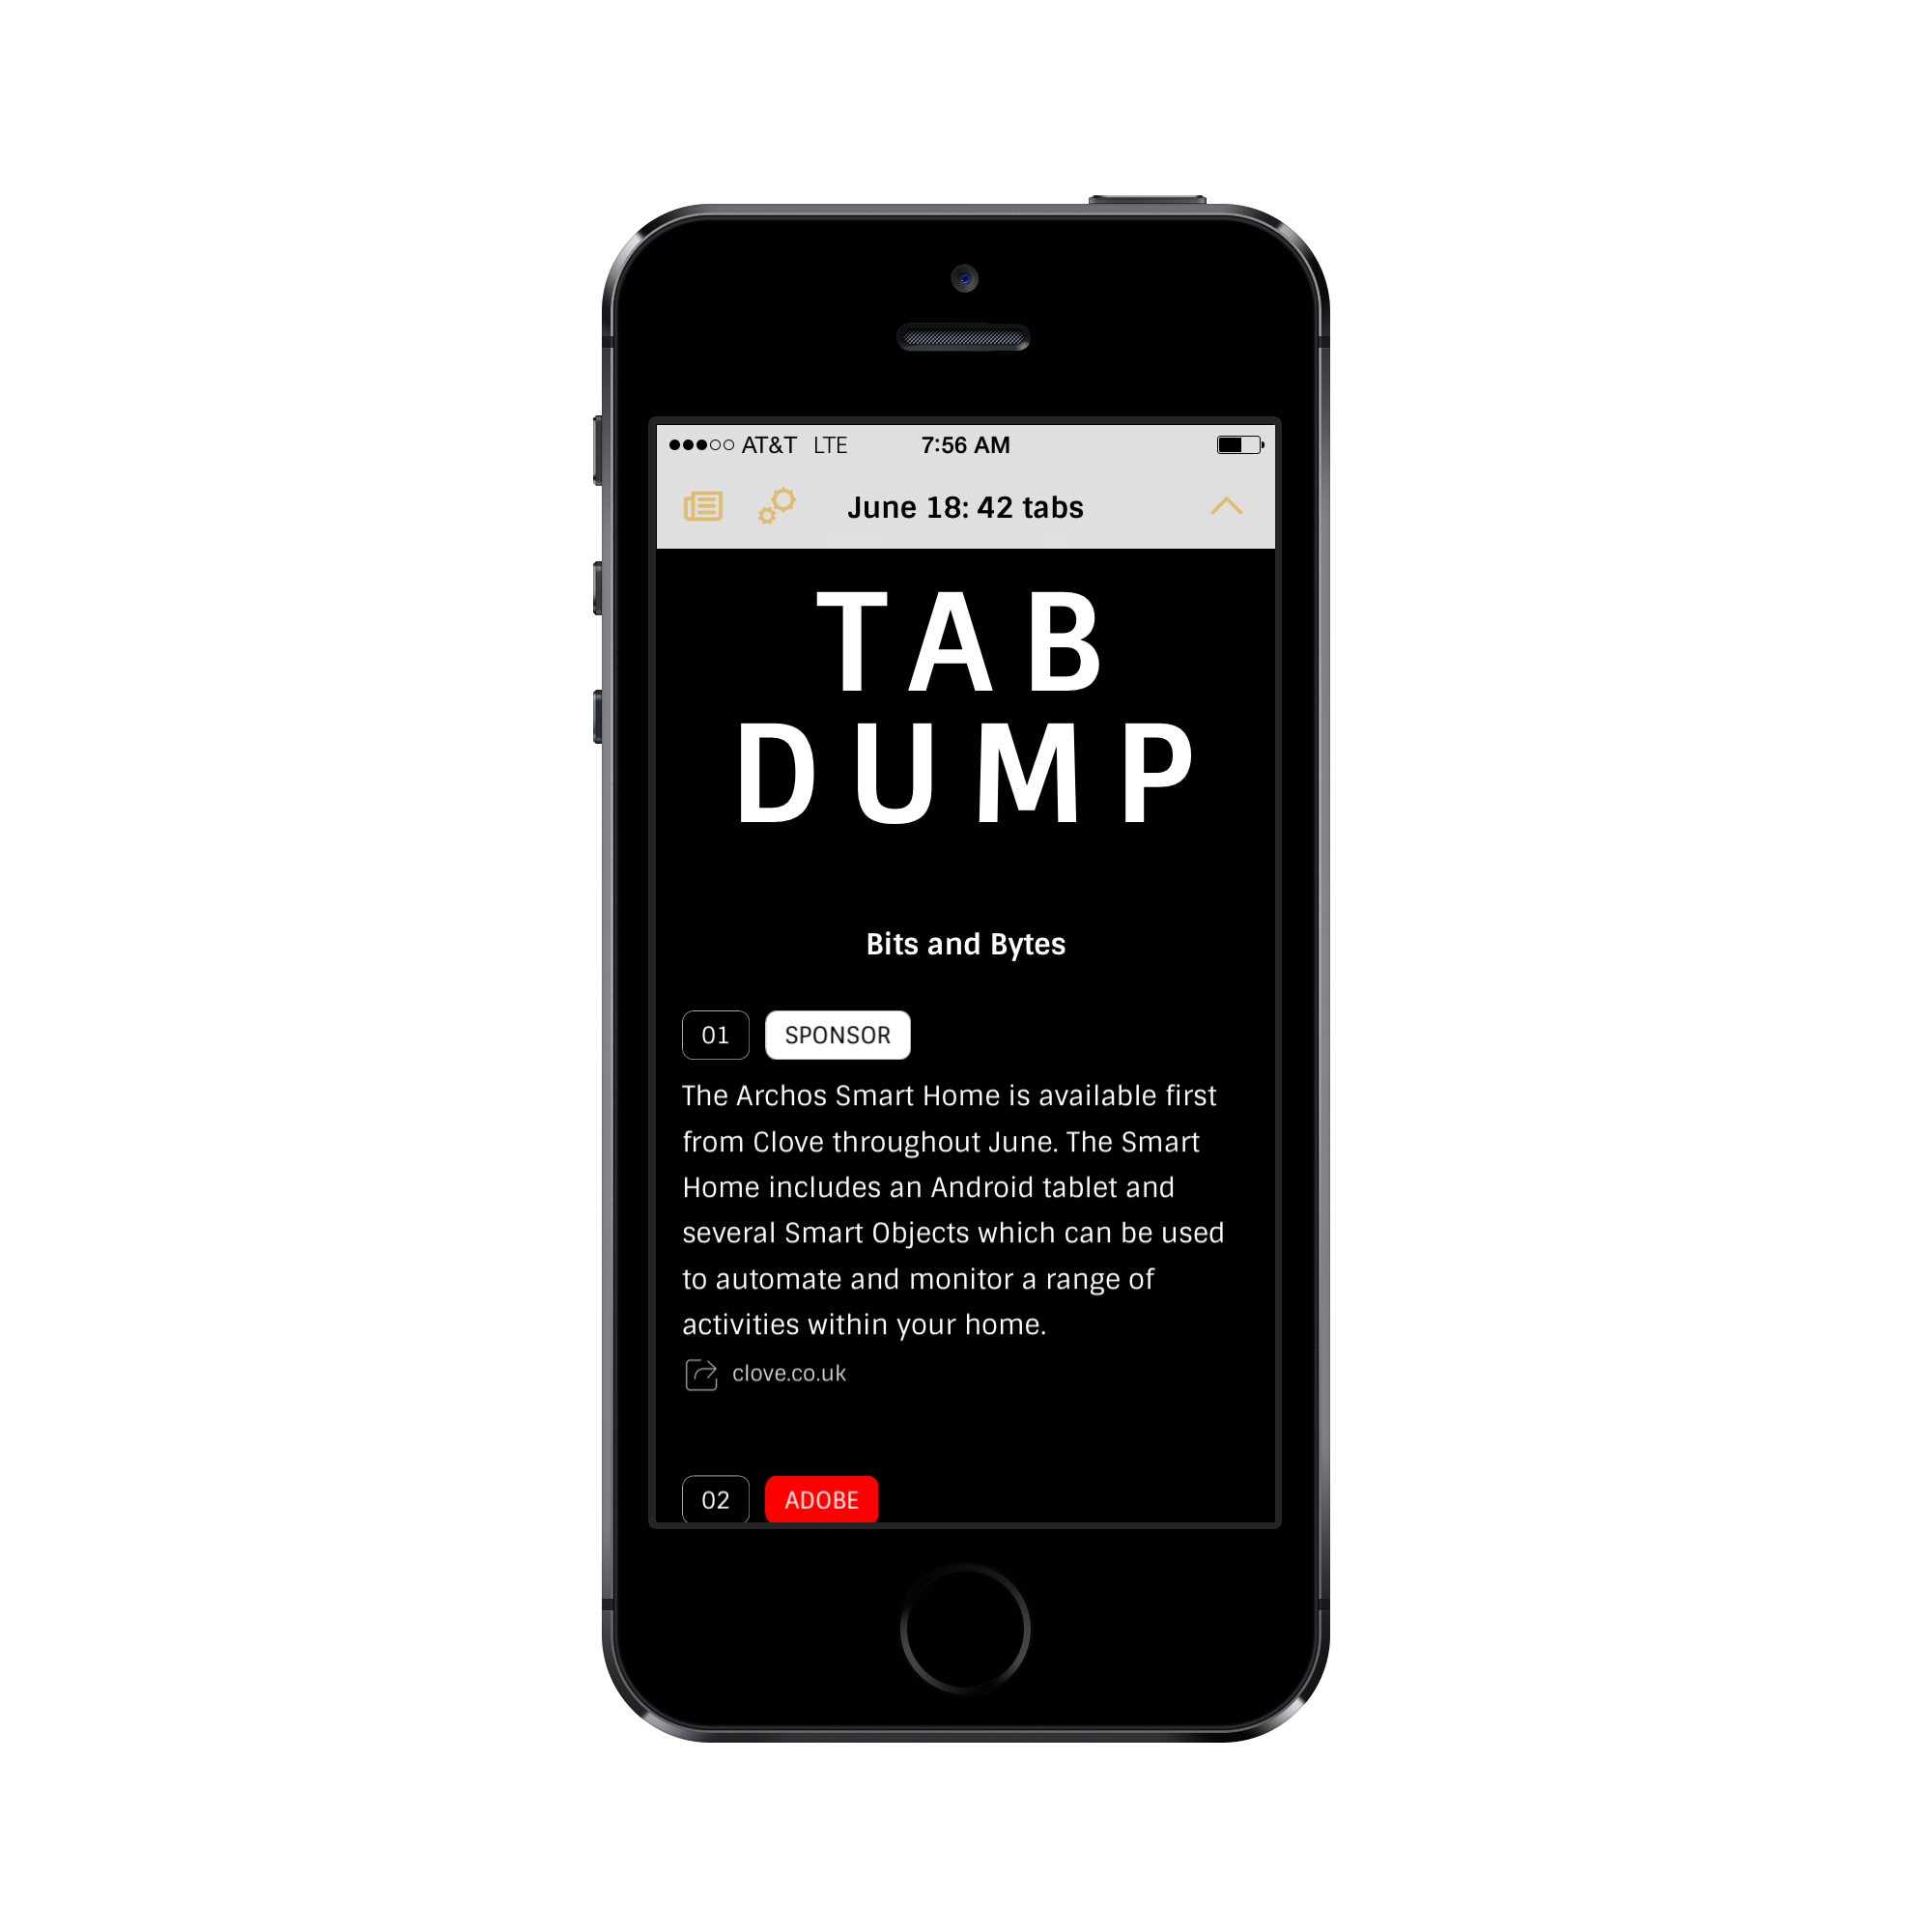 AT&T LTE 7:56 AM
June 18: 42 tabs
TAB
DUMP
Bits and Bytes
01 SPONSOR
The Archos Smart Home is available first
from Clove throughout June. The Smart
Home includes an Android tablet and
several Smart Objects which can be used
to automate and monitor a range of
activities within your home.
clove.co.uk
02 ADOBE